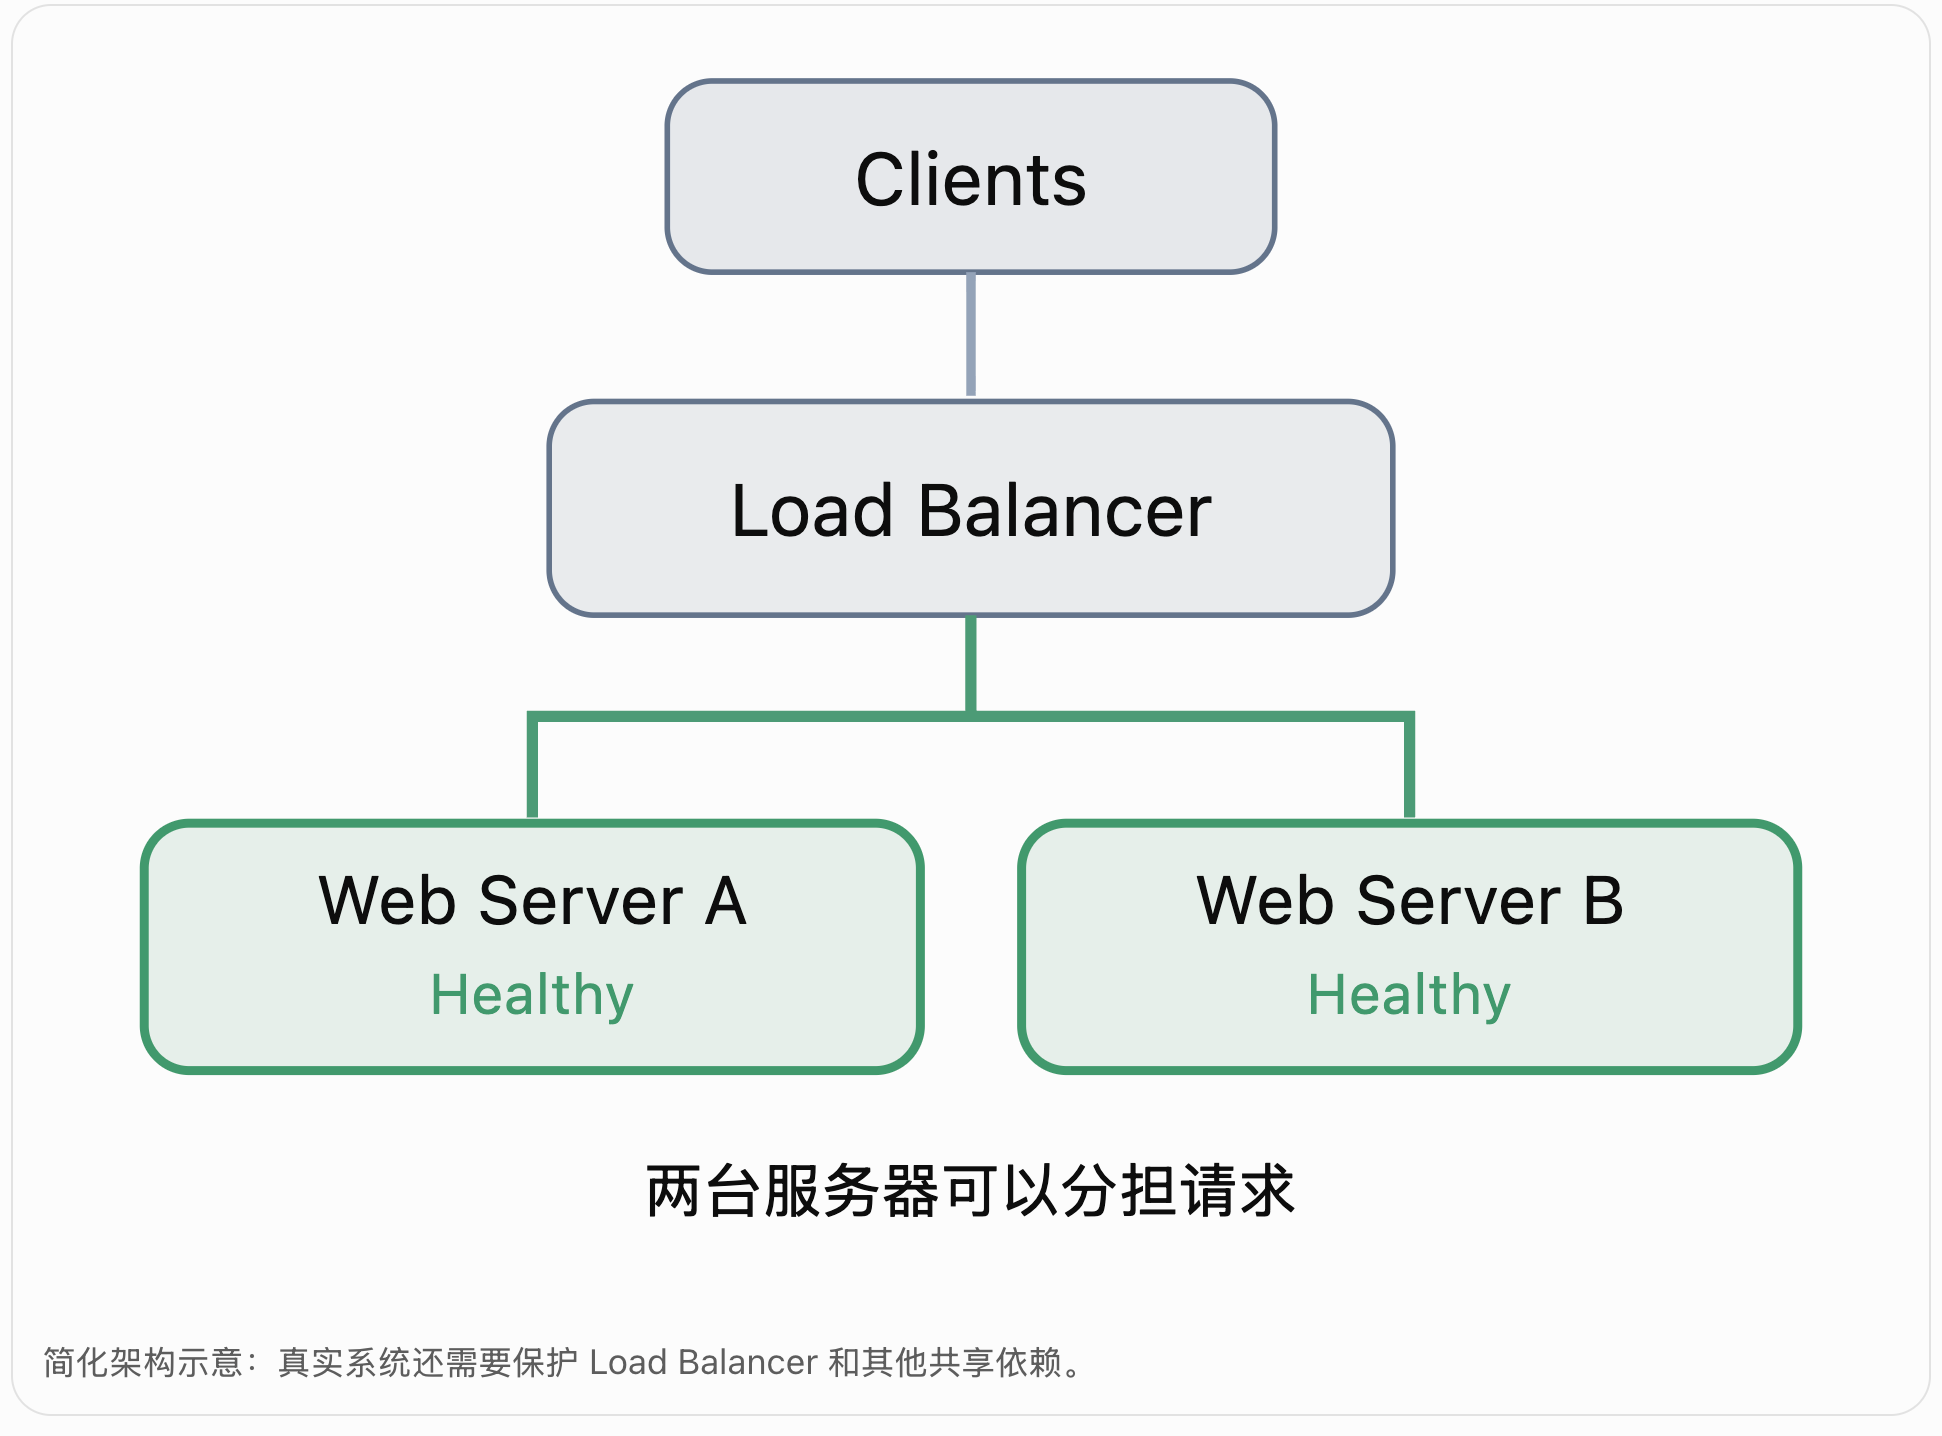 Clients
Load Balancer
Web Server A
Healthy
Web Server B
Healthy
两台服务器可以分担请求
简化架构示意：真实系统还需要保护 Load Balancer 和其他共享依赖。